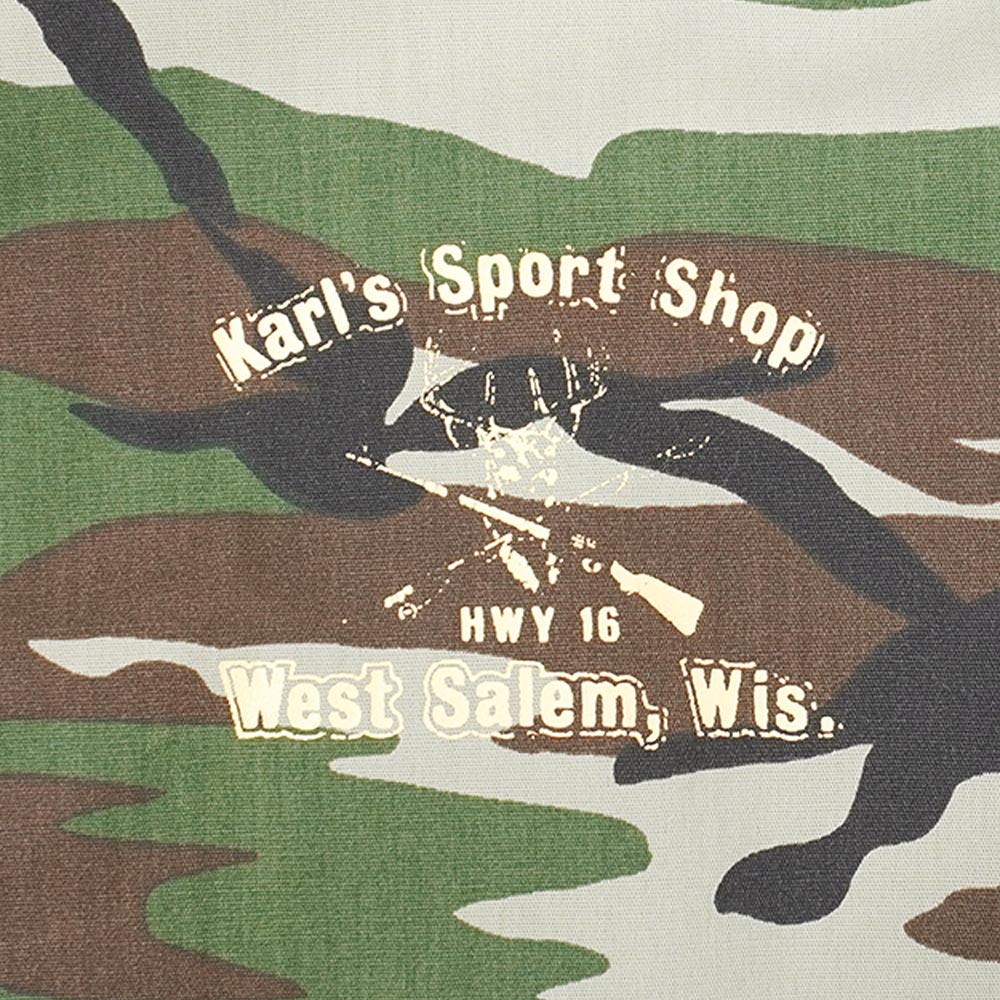 Karl's Sport Shop
HWY 16
West Salem, Wis.